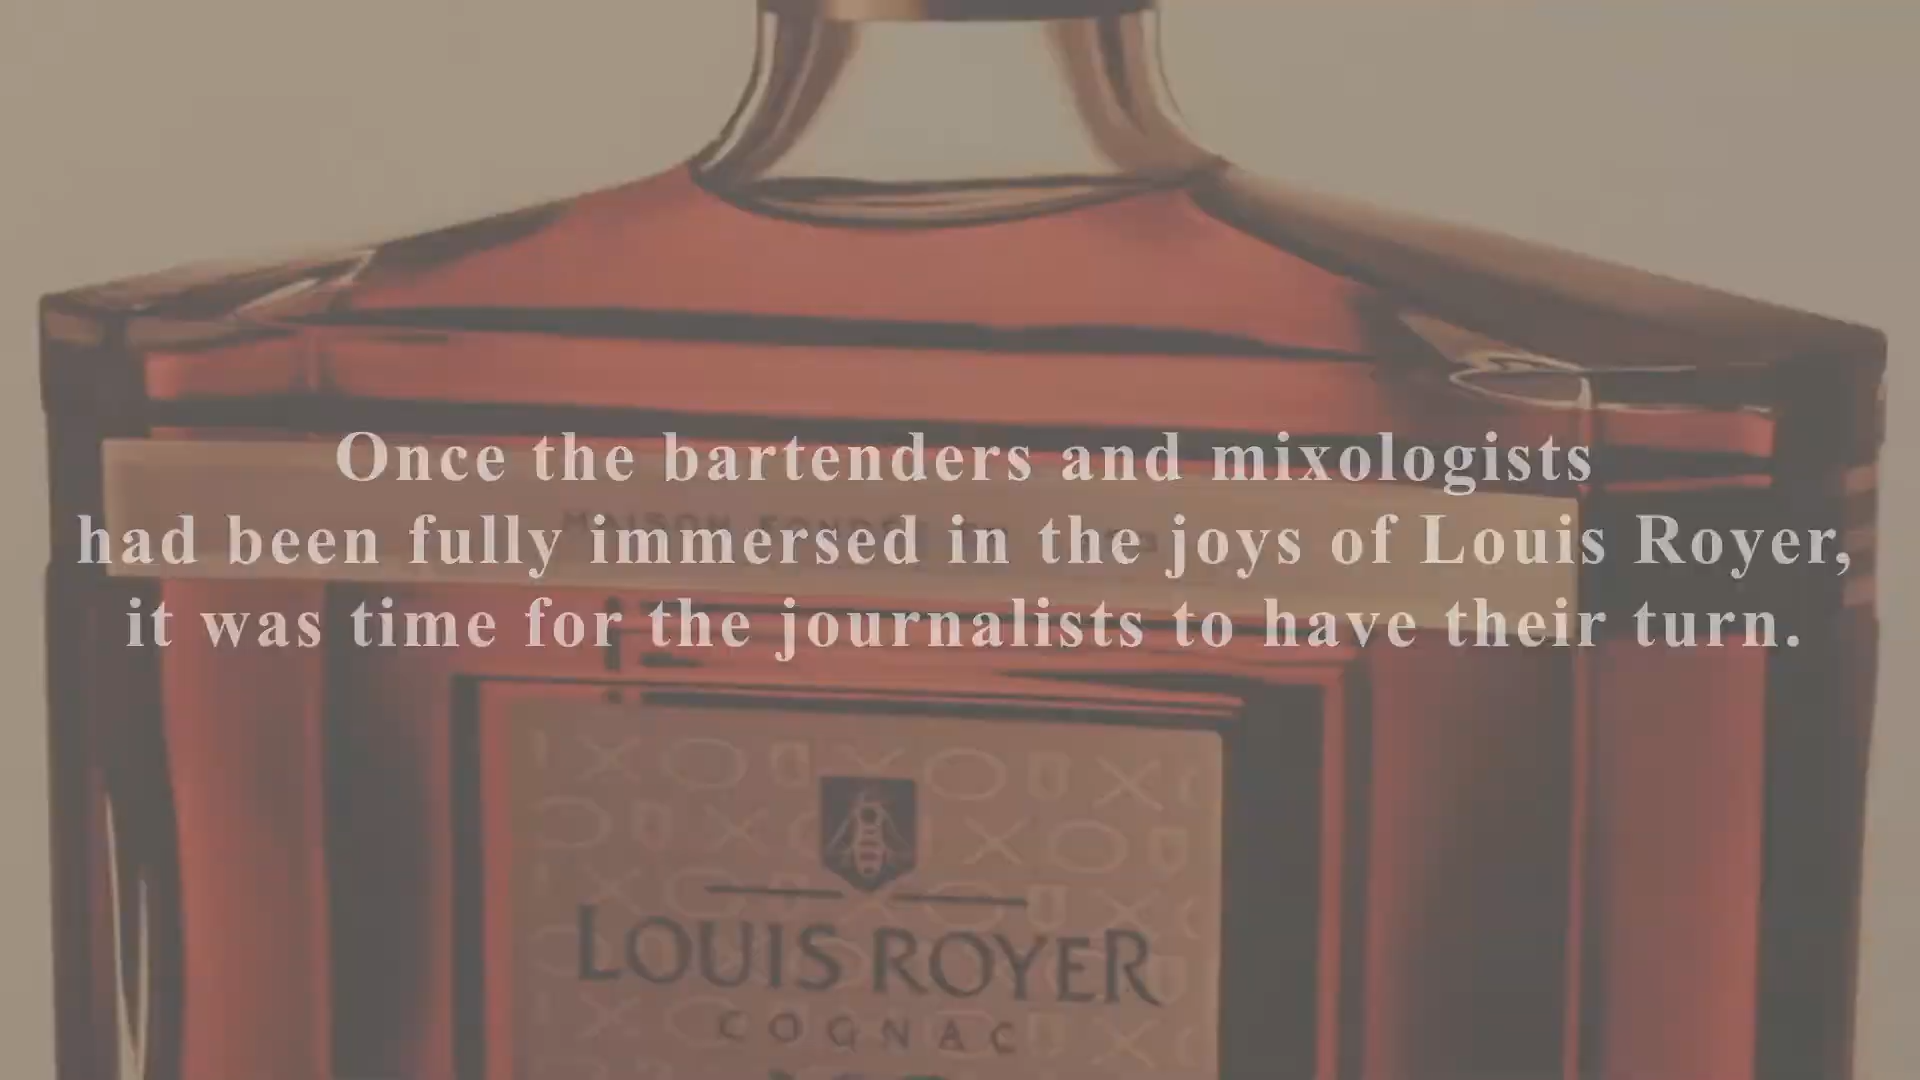 Once the bartenders and mixologists
had been fully immersed in the joys of Louis Royer,
it was time for the journalists to have their turn.
LOUIS ROYER
COGNAC